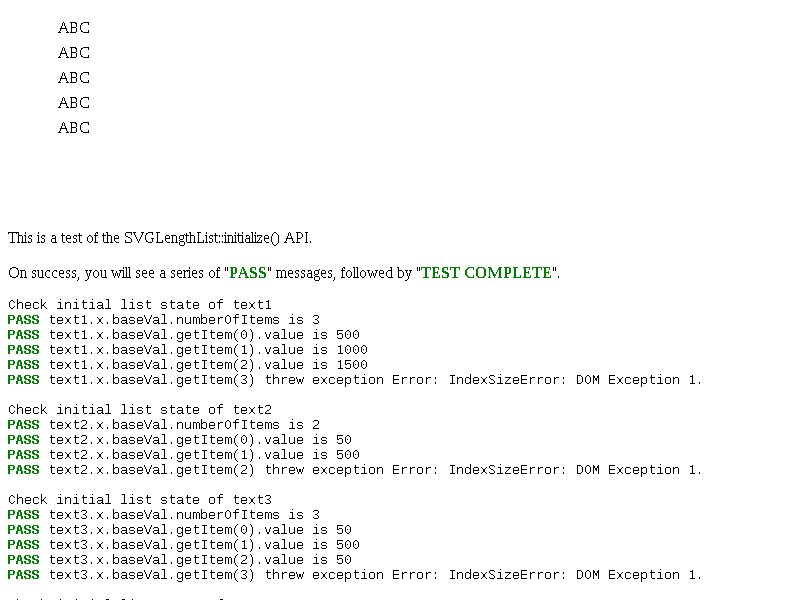 ABC
ABC
ABC
ABC
ABC
This is a test of the SVGLengthList::initialize() API.
On success, you will see a series of "PASS" messages, followed by "TEST COMPLETE".
Check initial list state of text1
PASS text1.x.baseVal.numberOfItems is 3
PASS text1.x.baseVal.getItem(0).value is 500
PASS text1.x.baseVal.getItem(1).value is 1000
PASS text1.x.baseVal.getItem(2).value is 1500
PASS text1.x.baseVal.getItem(3) threw exception Error: IndexSizeError: DOM Exception 1.
Check initial list state of text2
PASS text2.x.baseVal.numberOfItems is 2
PASS text2.x.baseVal.getItem(0).value is 50
PASS text2.x.baseVal.getItem(1).value is 500
PASS text2.x.baseVal.getItem(2) threw exception Error: IndexSizeError: DOM Exception 1.
Check initial list state of text3
PASS text3.x.baseVal.numberOfItems is 3
PASS text3.x.baseVal.getItem(0).value is 50
PASS text3.x.baseVal.getItem(1).value is 500
PASS text3.x.baseVal.getItem(2).value is 50
PASS text3.x.baseVal.getItem(3) threw exception Error: IndexSizeError: DOM Exception 1.